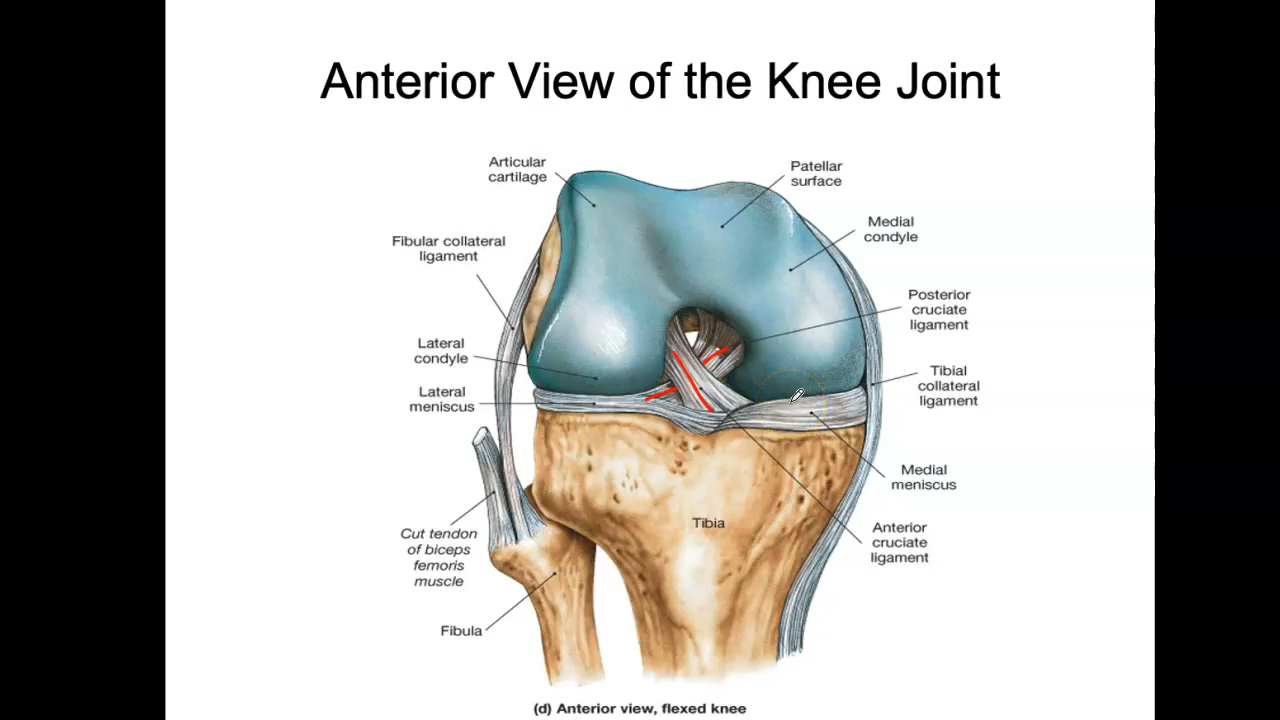 Anterior View of the Knee Joint
Articular
cartilage
Patellar
surface
Medial
condyle
Fibular collateral
ligament
Posterior
cruciate
ligament
Lateral
condyle
Tibial
collateral
ligament
Lateral
meniscus
Medial
meniscus
Tibia
Anterior
cruciate
ligament
Cut tendon
of biceps
femoris
muscle
Fibula
(d) Anterior view, flexed knee